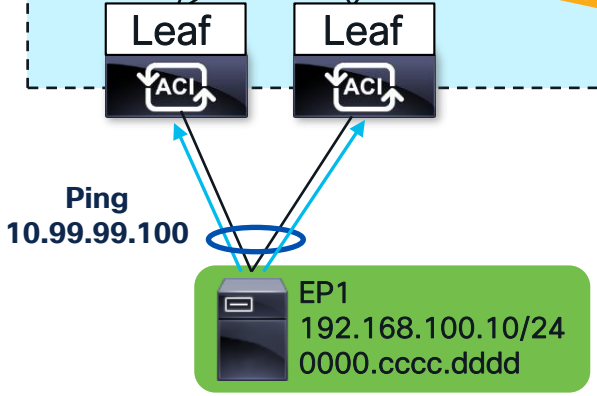 Leaf
Leaf
ACI
ACI
Ping
10.99.99.100
EP1
192.168.100.10/24
0000.cccc.dddd